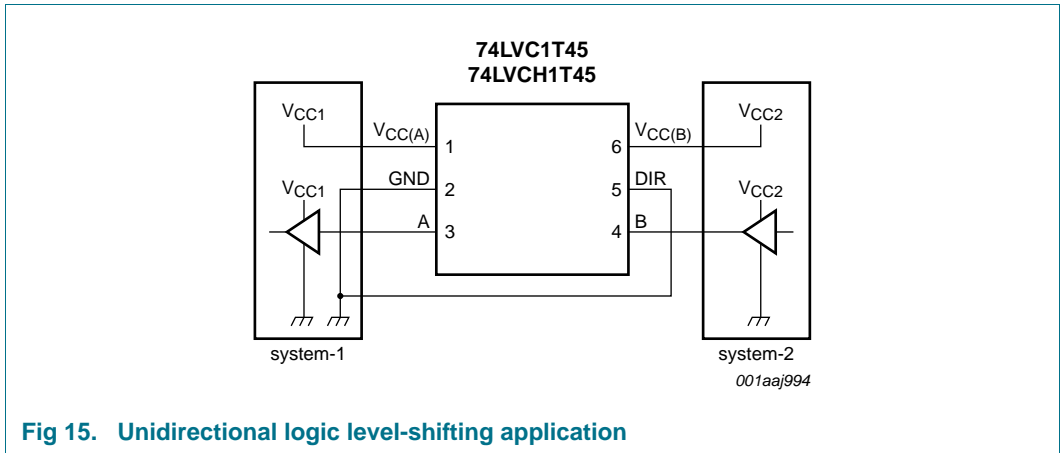 74LVC1T45
74LVCH1T45
VCC1
VCC(A)
1
VCC(B)
6
VCC2
GND
2
5
DIR
VCC1
A
3
4
B
VCC2
system-1
system-2
001aaj994
Fig 15. Unidirectional logic level-shifting application